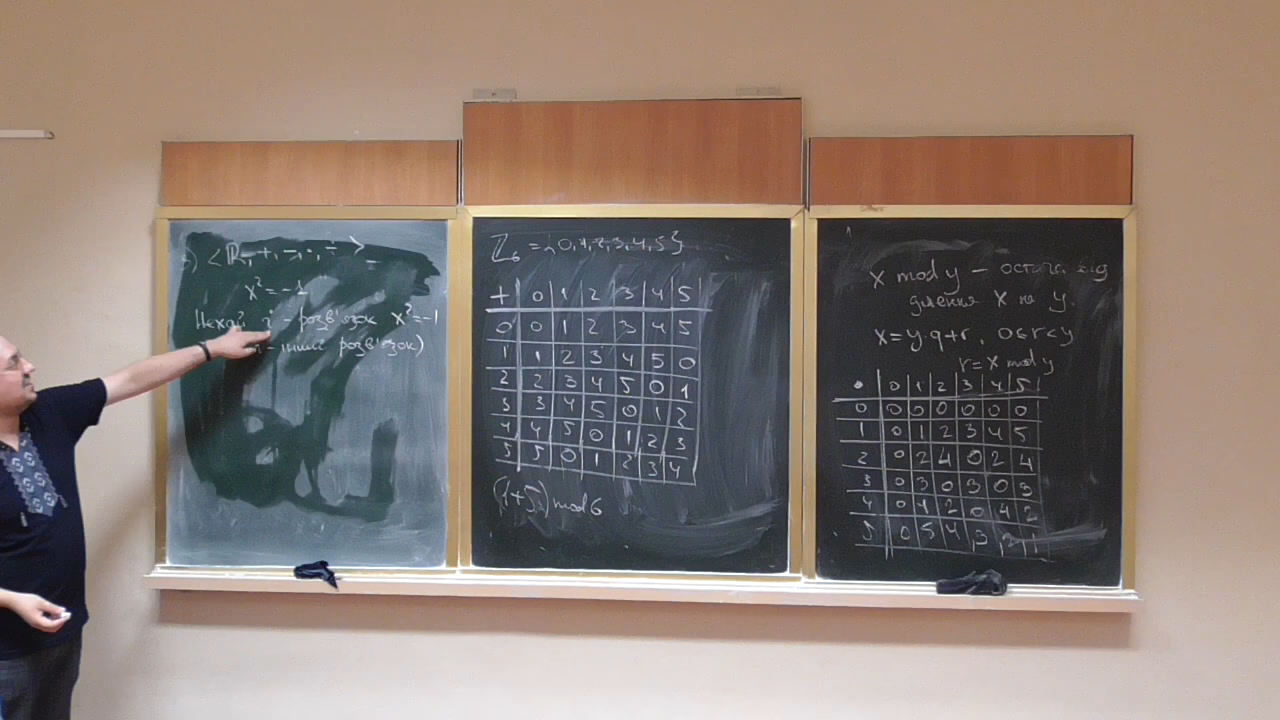 <ℝ, +, -, ·, ÷>
x² = -1
Нехай i - розв'язок x² = -1
- інший розв'язок)
ℤ₆ = {0, 1, 2, 3, 4, 5}
+ 0 1 2 3 4 5
0 0 1 2 3 4 5
1 1 2 3 4 5 0
2 2 3 4 5 0 1
3 3 4 5 0 1 2
4 4 5 0 1 2 3
5 5 0 1 2 3 4
(1+5) mod 6
x mod y - остача від
ділення x на y.
x = y·q + r, 0≤r<y
r = x mod y
· 0 1 2 3 4 5
0 0 0 0 0 0 0
1 0 1 2 3 4 5
2 0 2 4 0 2 4
3 0 3 0 3 0 3
4 0 4 2 0 4 2
5 0 5 4 3 2 1